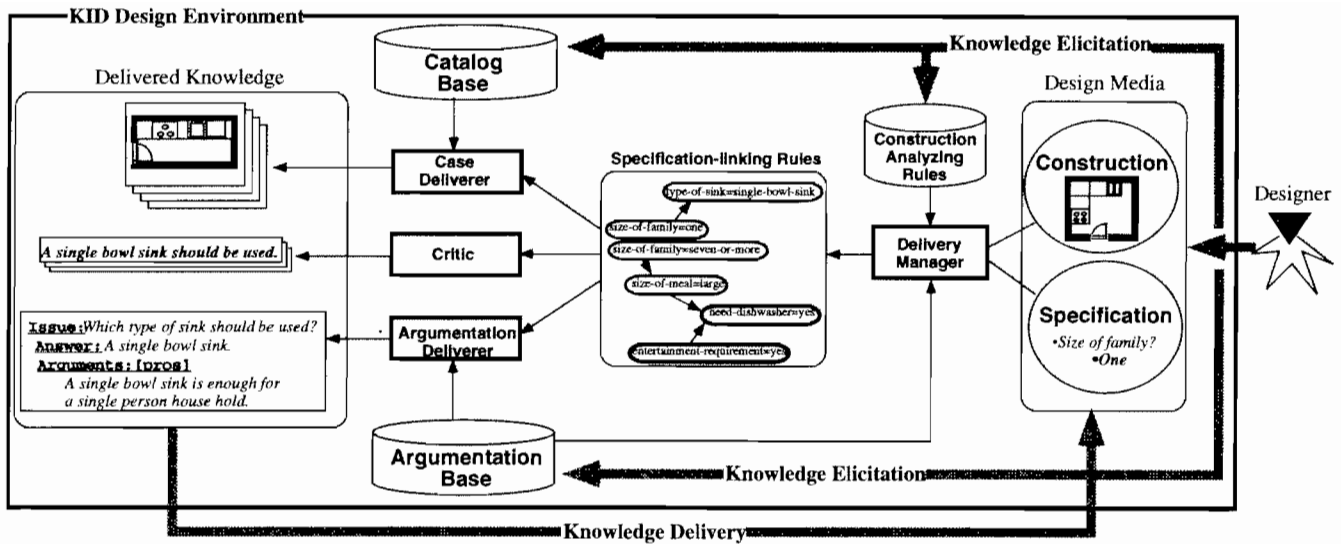 KID Design Environment
Knowledge Elicitation
Delivered Knowledge
Catalog
Base
Design Media
Case
Deliverer
Specification-linking Rules
Construction
Analyzing
Rules
Construction
Designer
type-of-sink=single-bowl-sink
size-of-family=one
size-of-family=seven-or-more
size-of-meal=large
need-dishwasher=yes
entertainment-requirement=yes
A single bowl sink should be used.
Critic
Delivery
Manager
Specification
•Size of family?
•One
Issue:Which type of sink should be used?
Answer: A single bowl sink.
Arguments: [pros]
A single bowl sink is enough for
a single person house hold.
Argumentation
Deliverer
Argumentation
Base
Knowledge Elicitation
Knowledge Delivery